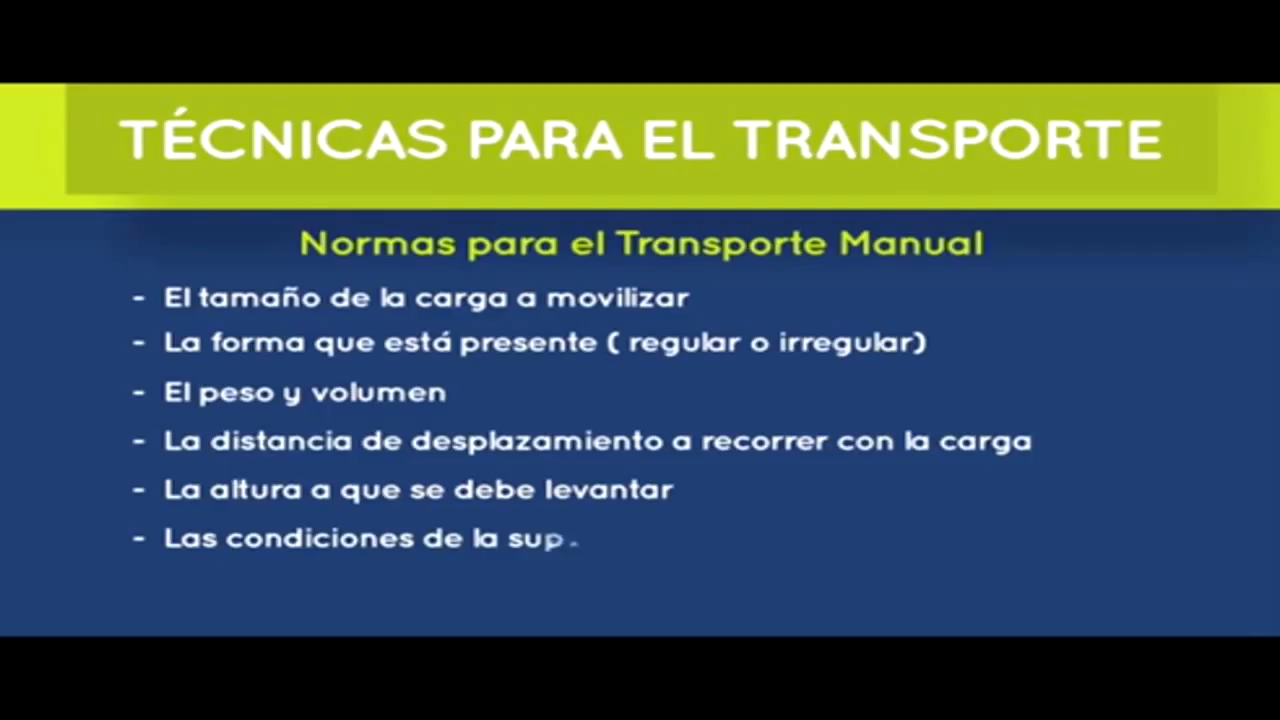 TÉCNICAS PARA EL TRANSPORTE
Normas para el Transporte Manual
- El tamaño de la carga a movilizar
- La forma que está presente ( regular o irregular)
- El peso y volumen
- La distancia de desplazamiento a recorrer con la carga
- La altura a que se debe levantar
- Las condiciones de la sup